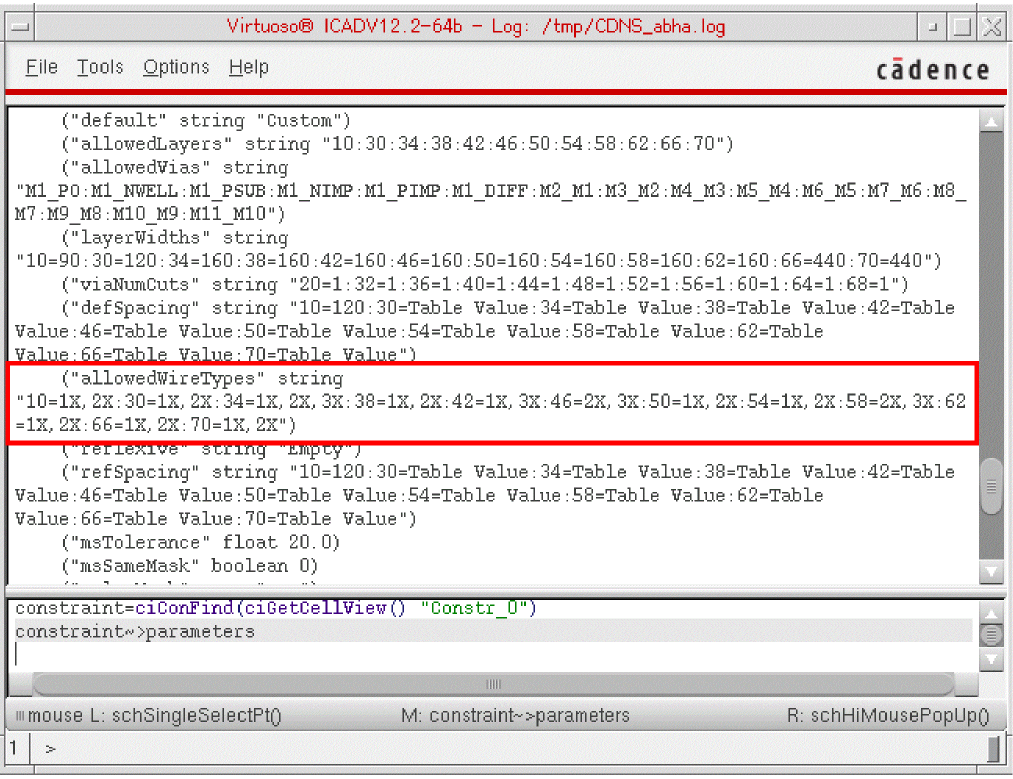 Virtuoso® ICADV12.2-64b - Log: /tmp/CDNS_abha.log
File Tools Options Help cādence
("default" string "Custom")
("allowedLayers" string "10:30:34:38:42:46:50:54:58:62:66:70")
("allowedVias" string
"M1_PO:M1_NWELL:M1_PSUB:M1_NIMP:M1_PIMP:M1_DIFF:M2_M1:M3_M2:M4_M3:M5_M4:M6_M5:M7_M6:M8_
M7:M9_M8:M10_M9:M11_M10")
("layerWidths" string
"10=90:30=120:34=160:38=160:42=160:46=160:50=160:54=160:58=160:62=160:66=440:70=440")
("viaNumCuts" string "20=1:32=1:36=1:40=1:44=1:48=1:52=1:56=1:60=1:64=1:68=1")
("defSpacing" string "10=120:30=Table Value:34=Table Value:38=Table Value:42=Table
Value:46=Table Value:50=Table Value:54=Table Value:58=Table Value:62=Table
Value:66=Table Value:70=Table Value")
("allowedWireTypes" string
"10=1X,2X:30=1X,2X:34=1X,2X,3X:38=1X,2X:42=1X,3X:46=2X,3X:50=1X,2X:54=1X,2X:58=2X,3X:62
=1X,2X:66=1X,2X:70=1X,2X")
("reflexive" string "Empty")
("refSpacing" string "10=120:30=Table Value:34=Table Value:38=Table Value:42=Table
Value:46=Table Value:50=Table Value:54=Table Value:58=Table Value:62=Table
Value:66=Table Value:70=Table Value")
("msTolerance" float 20.0)
("msSameMask" boolean 0)
constraint=ciConFind(ciGetCellView() "Constr_0")
constraint~>parameters
mouse L: schSingleSelectPt() M: constraint~>parameters R: schHiMousePopUp()
1 >